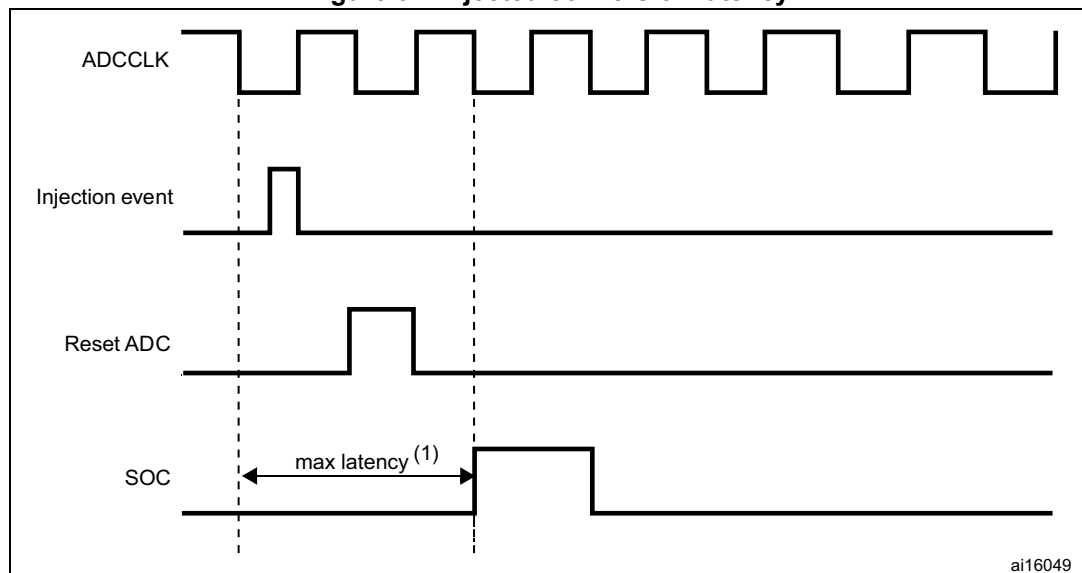 ADCCLK
Injection event
Reset ADC
max latency (1)
SOC
ai16049